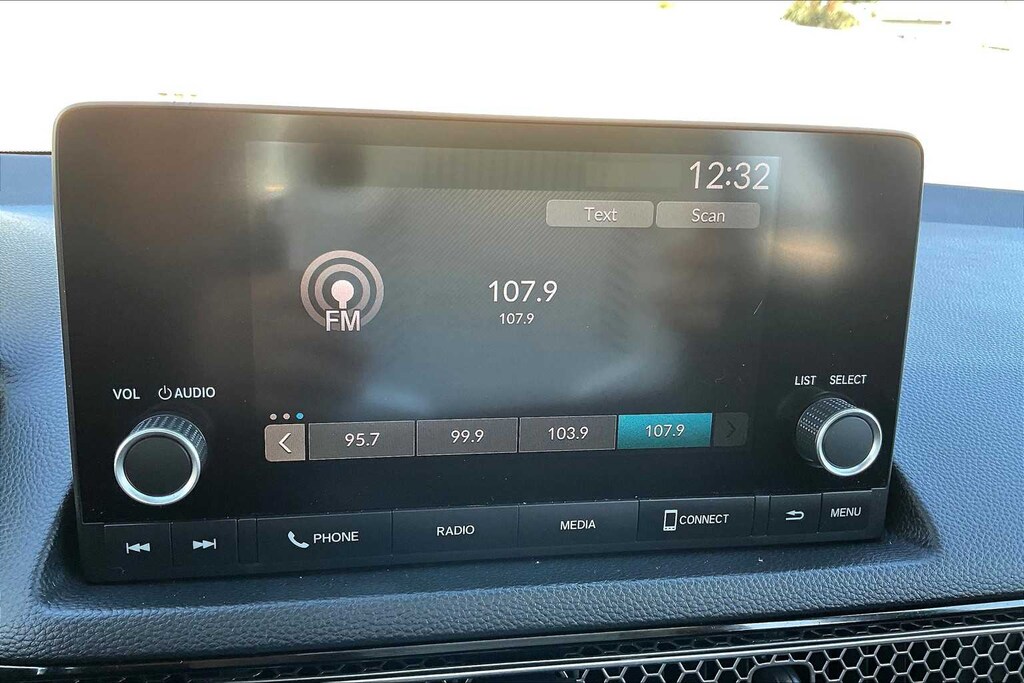 12:32
Text Scan
107.9
107.9
FM
VOL AUDIO
LIST SELECT
95.7 99.9 103.9 107.9
PHONE RADIO MEDIA CONNECT MENU